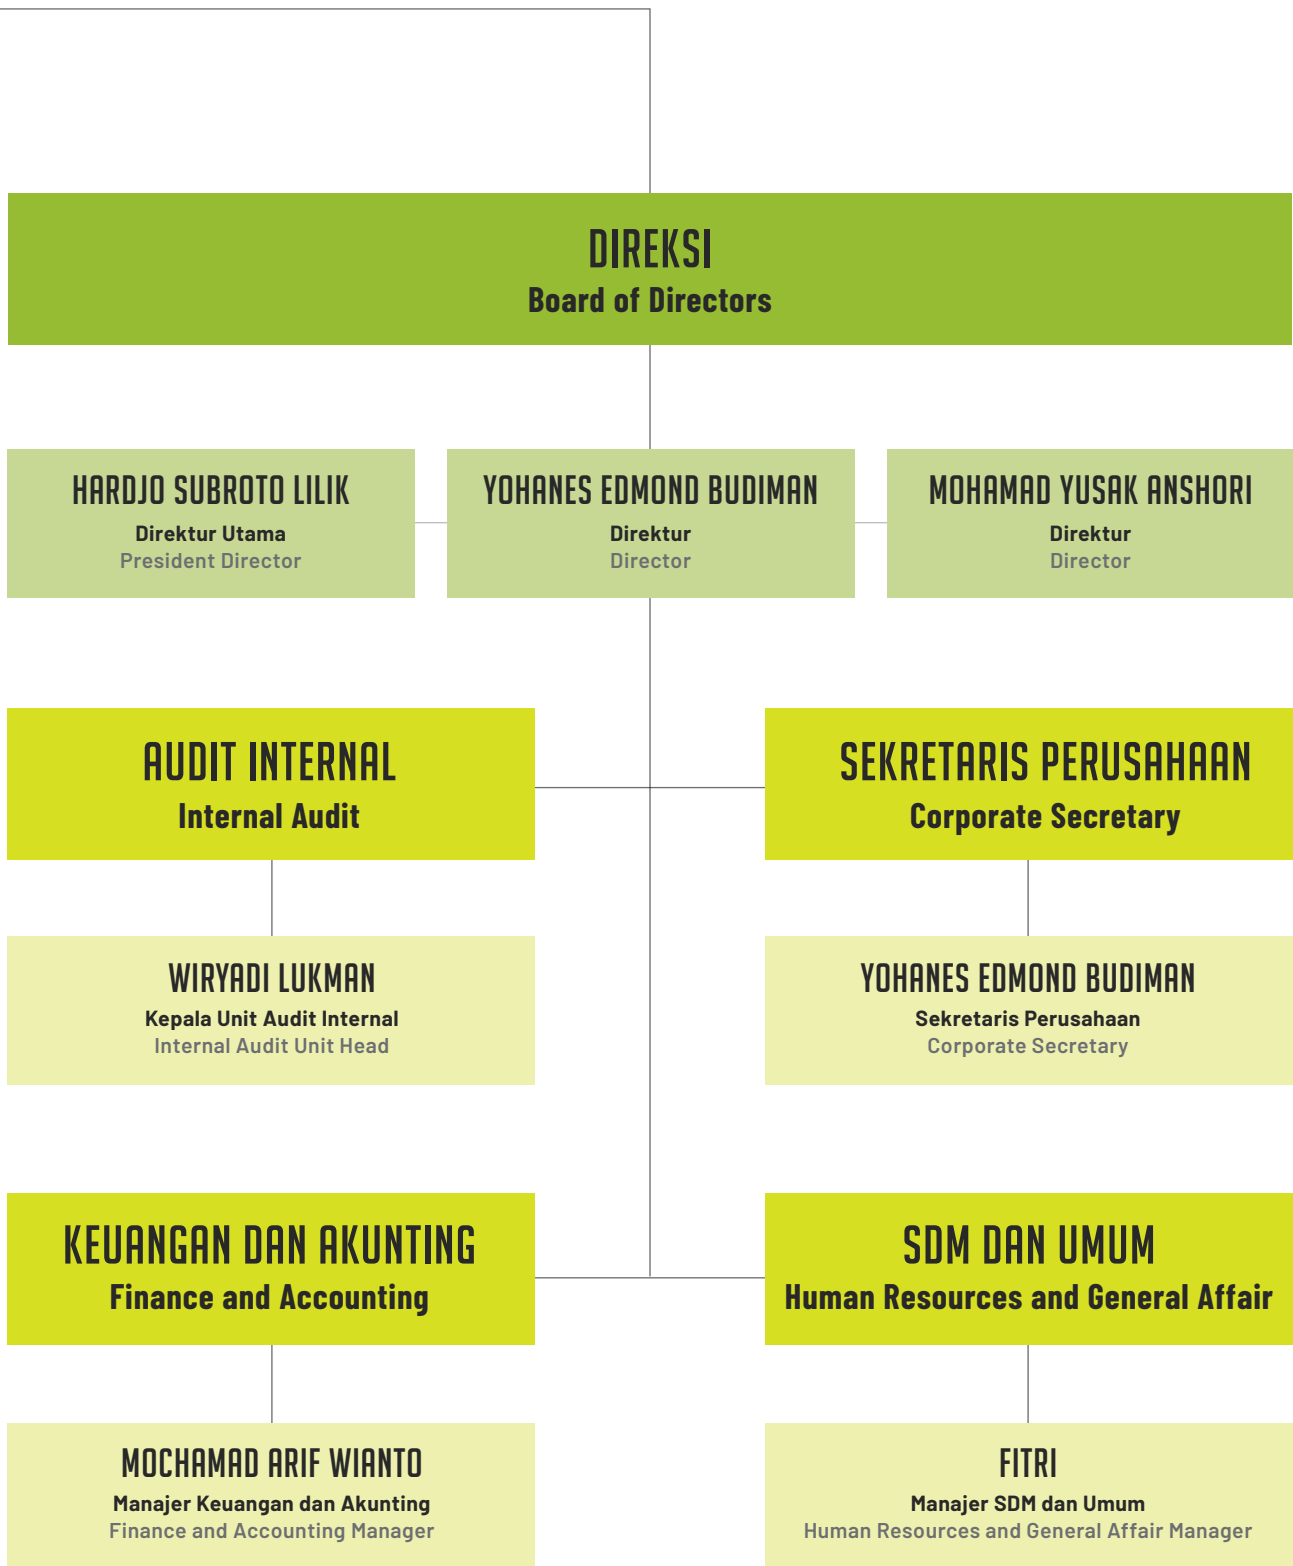 DIREKSI
Board of Directors
HARDJO SUBROTO LILIK
Direktur Utama
President Director
YOHANES EDMOND BUDIMAN
Direktur
Director
MOHAMAD YUSAK ANSHORI
Direktur
Director
AUDIT INTERNAL
Internal Audit
SEKRETARIS PERUSAHAAN
Corporate Secretary
WIRYADI LUKMAN
Kepala Unit Audit Internal
Internal Audit Unit Head
YOHANES EDMOND BUDIMAN
Sekretaris Perusahaan
Corporate Secretary
KEUANGAN DAN AKUNTING
Finance and Accounting
SDM DAN UMUM
Human Resources and General Affair
MOCHAMAD ARIF WIANTO
Manajer Keuangan dan Akunting
Finance and Accounting Manager
FITRI
Manajer SDM dan Umum
Human Resources and General Affair Manager